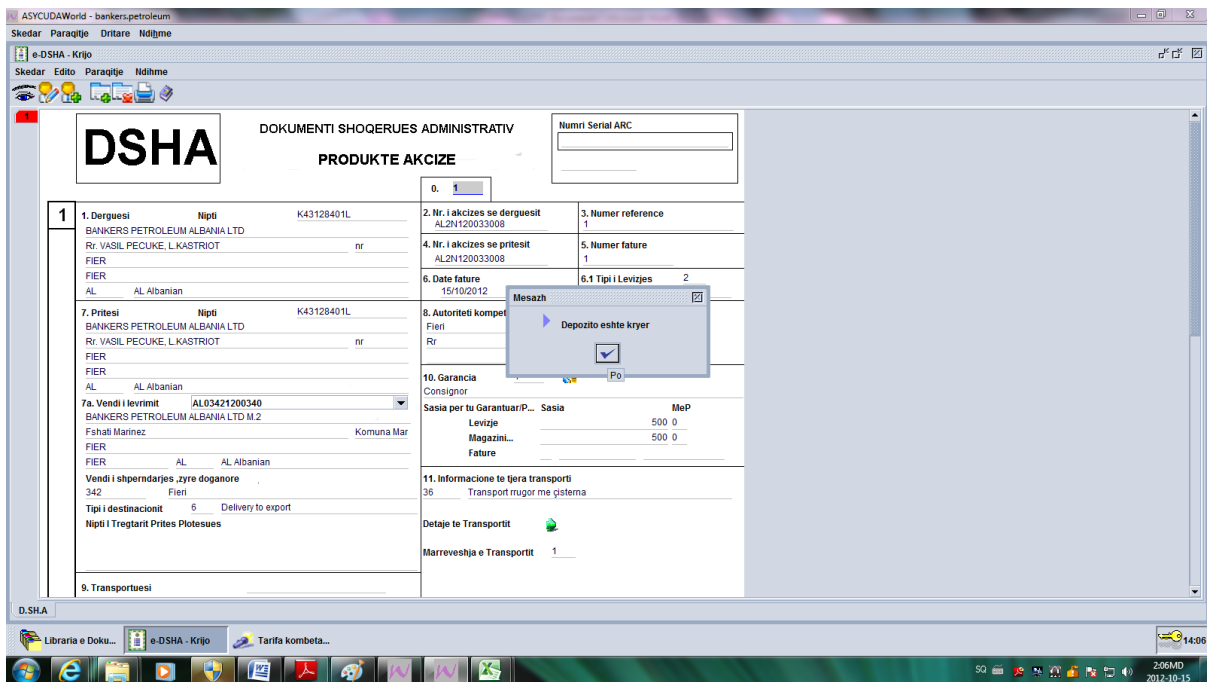 ASYCUDAWorld - bankers.petroleum
Skedar Paraqitje Dritare Ndihme
e-DSHA - Krijo
Skedar Edito Paraqitje Ndihme
1
DSHA
DOKUMENTI SHOQERUES ADMINISTRATIV
PRODUKTE AKCIZE
Numri Serial ARC
0. 1
1
1. Derguesi Nipti K43128401L
BANKERS PETROLEUM ALBANIA LTD
Rr. VASIL PECUKE, L.KASTRIOT nr
FIER
FIER
AL AL Albanian
2. Nr. i akcizes se derguesit
AL2N120033008
3. Numer reference
1
4. Nr. i akcizes se pritesit
AL2N120033008
5. Numer fature
1
6. Date fature
15/10/2012
6.1 Tipi i Levizjes 2
7. Pritesi Nipti K43128401L
BANKERS PETROLEUM ALBANIA LTD
Rr. VASIL PECUKE, L.KASTRIOT nr
FIER
FIER
AL AL Albanian
7a. Vendi i levrimit AL03421200340
BANKERS PETROLEUM ALBANIA LTD M.2
Fshati Marinez Komuna Mar
FIER
FIER AL AL Albanian
Vendi i shperndarjes ,zyre doganore
342 Fieri
Tipi i destinacionit 6 Delivery to export
Nipti I Tregtarit Prites Plotesues
8. Autoriteti kompet
Fieri
Rr
Mesazh
Depozito eshte kryer
Po
10. Garancia
Consignor
Sasia per tu Garantuar/P... Sasia MeP
Levizje 500 0
Magazini... 500 0
Fature
11. Informacione te tjera transporti
36 Transport rrugor me çisterna
Detaje te Transportit
Marreveshja e Transportit 1
9. Transportuesi
D.SH.A
Libraria e Doku... e-DSHA - Krijo Tarifa kombeta... 14:06
SQ 2:06MD
2012-10-15